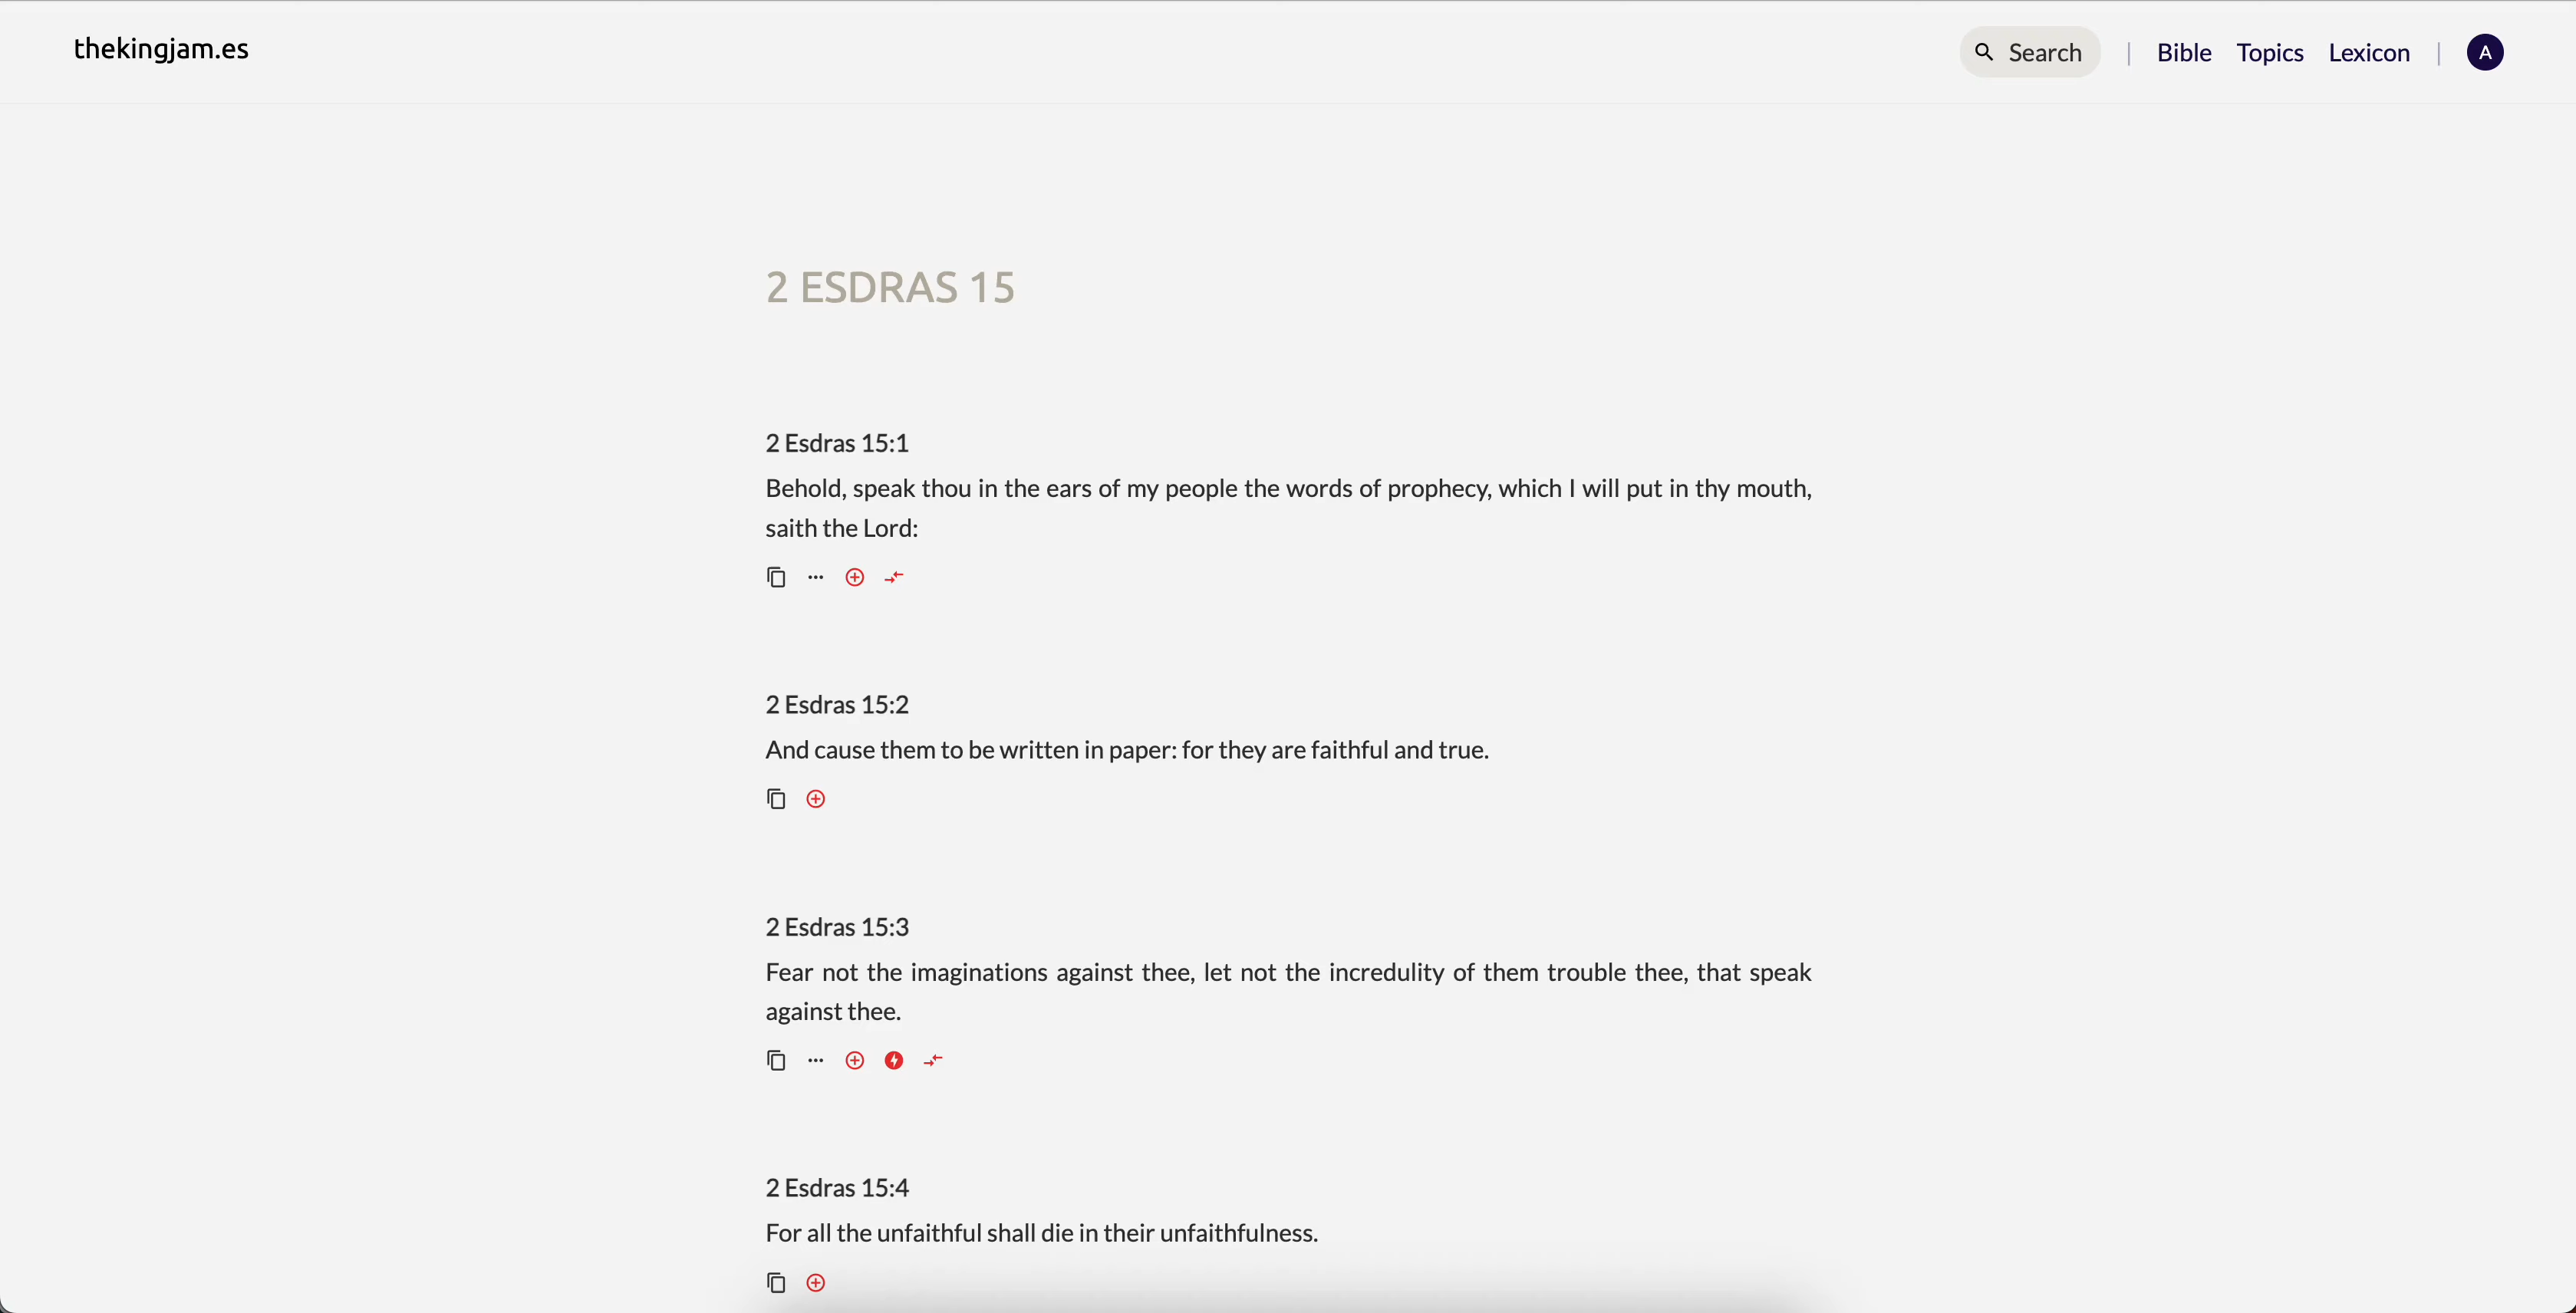 thekingjam.es
Search | Bible Topics Lexicon | A
2 ESDRAS 15
2 Esdras 15:1
Behold, speak thou in the ears of my people the words of prophecy, which I will put in thy mouth,
saith the Lord:
2 Esdras 15:2
And cause them to be written in paper: for they are faithful and true.
2 Esdras 15:3
Fear not the imaginations against thee, let not the incredulity of them trouble thee, that speak
against thee.
2 Esdras 15:4
For all the unfaithful shall die in their unfaithfulness.